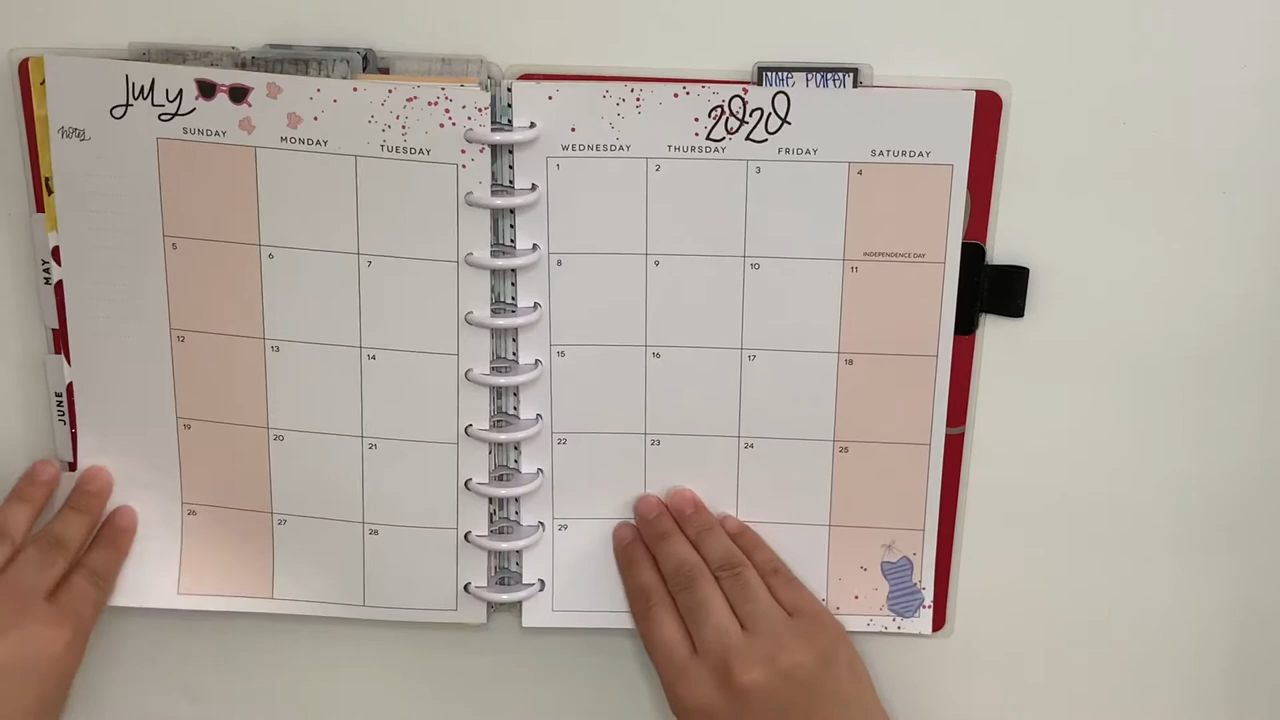 NOTE PAPER
July
2020
notes
SUNDAY MONDAY TUESDAY WEDNESDAY THURSDAY FRIDAY SATURDAY
1 2 3 4
INDEPENDENCE DAY
5 6 7 8 9 10 11
12 13 14 15 16 17 18
19 20 21 22 23 24 25
26 27 28 29
MAY
JUNE